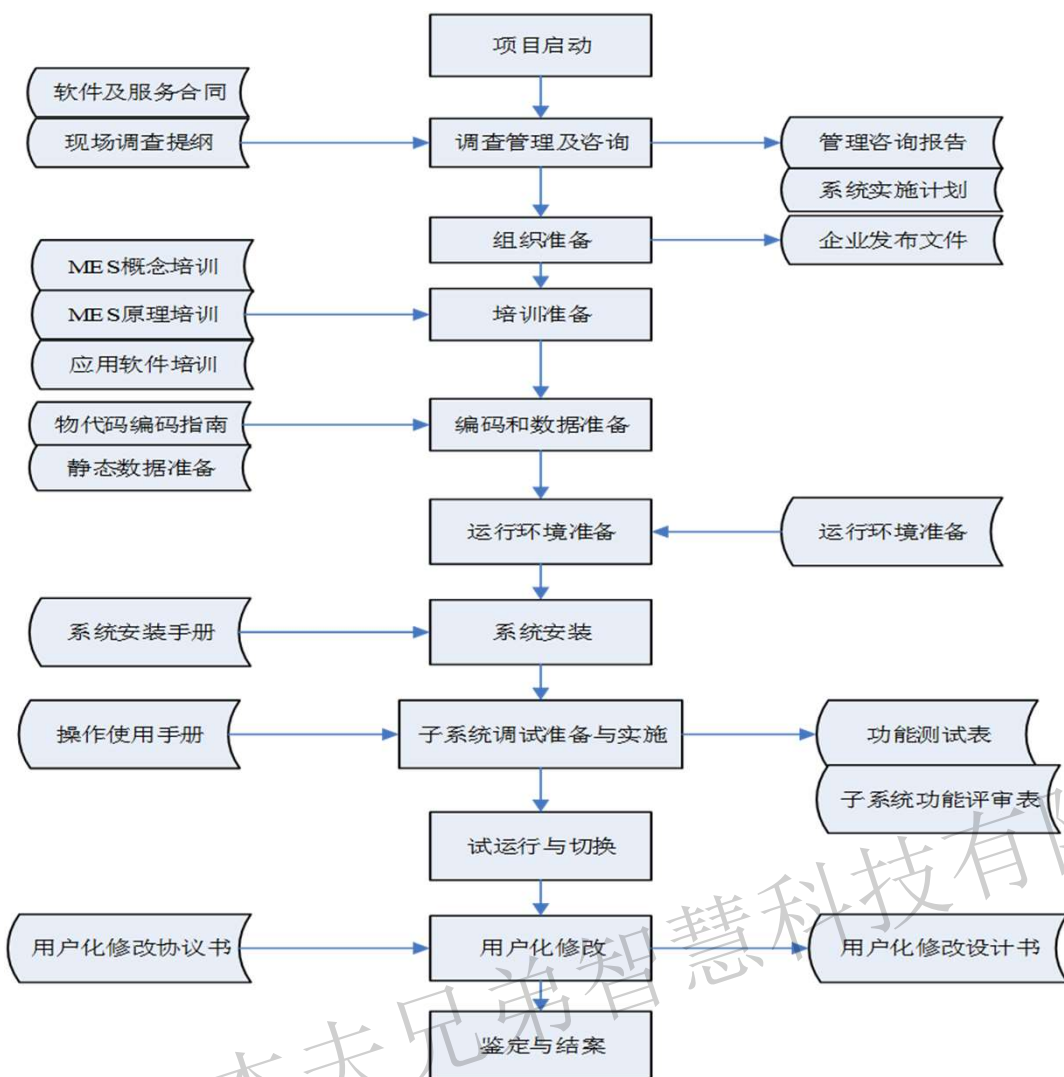 项目启动
软件及服务合同
现场调查提纲
调查管理及咨询
管理咨询报告
系统实施计划
组织准备
企业发布文件
MES概念培训
MES原理培训
培训准备
应用软件培训
物代码编码指南
编码和数据准备
静态数据准备
运行环境准备
运行环境准备
系统安装手册
系统安装
操作使用手册
子系统调试准备与实施
功能测试表
子系统功能评审表
试运行与切换
用户化修改协议书
用户化修改
用户化修改设计书
鉴定与结案
夫兄弟智慧科技有限